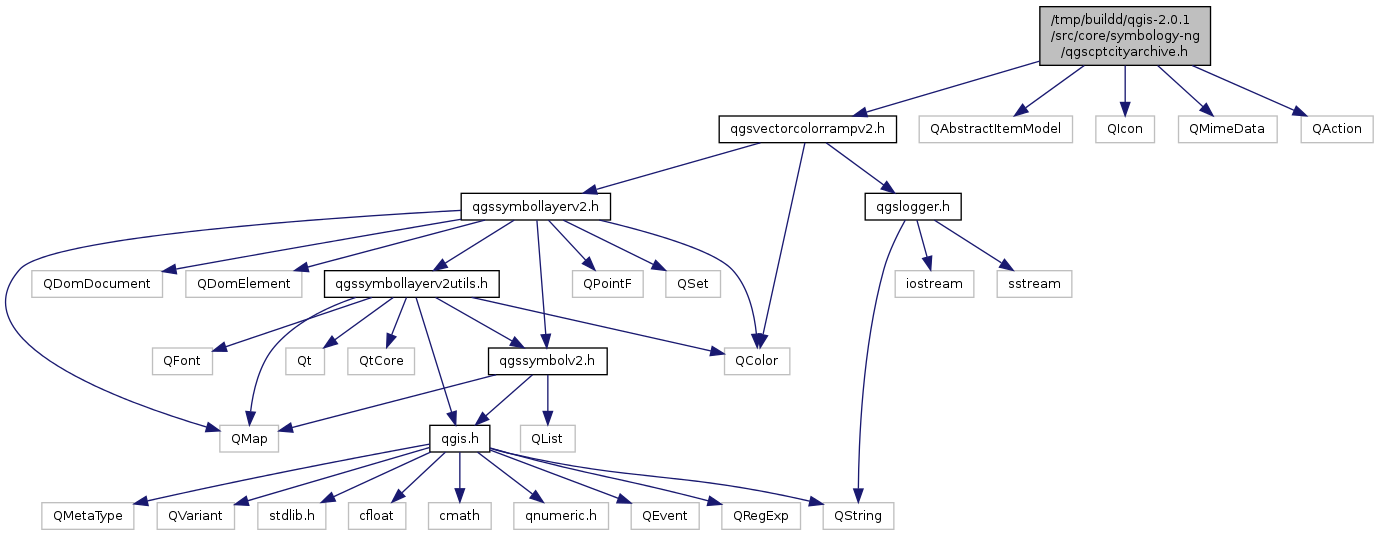 /tmp/buildd/qgis-2.0.1
/src/core/symbology-ng
/qgscptcityarchive.h
qgsvectorcolorrampv2.h
QAbstractItemModel
QIcon
QMimeData
QAction
qgssymbollayerv2.h
qgslogger.h
QDomDocument
QDomElement
qgssymbollayerv2utils.h
QPointF
QSet
iostream
sstream
QFont
Qt
QtCore
qgssymbolv2.h
QColor
QMap
qgis.h
QList
QMetaType
QVariant
stdlib.h
cfloat
cmath
qnumeric.h
QEvent
QRegExp
QString